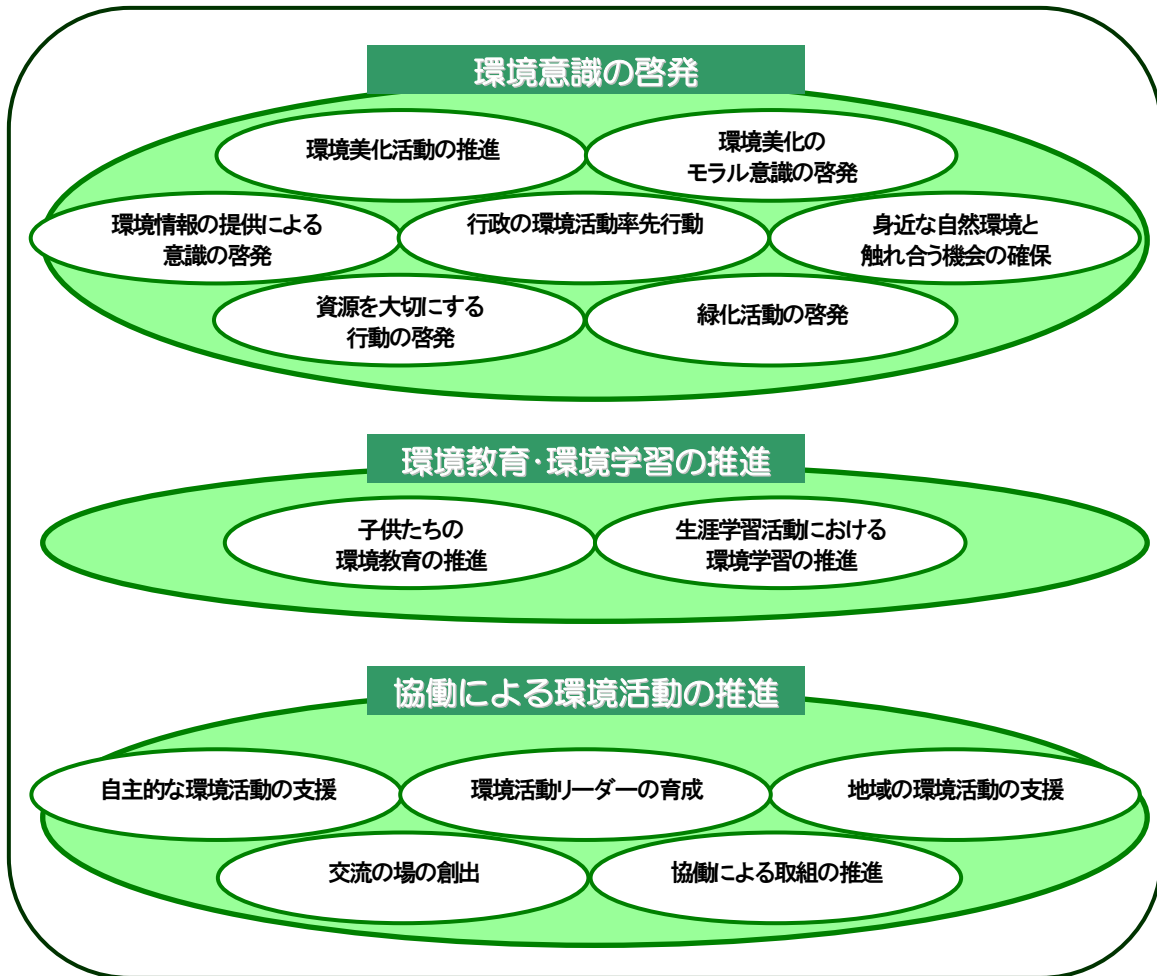 環境意識の啓発
環境美化活動の推進
環境美化の
モラル意識の啓発
環境情報の提供による
意識の啓発
行政の環境活動率先行動
身近な自然環境と
触れ合う機会の確保
資源を大切にする
行動の啓発
緑化活動の啓発
環境教育・環境学習の推進
子供たちの
環境教育の推進
生涯学習活動における
環境学習の推進
協働による環境活動の推進
自主的な環境活動の支援
環境活動リーダーの育成
地域の環境活動の支援
交流の場の創出
協働による取組の推進